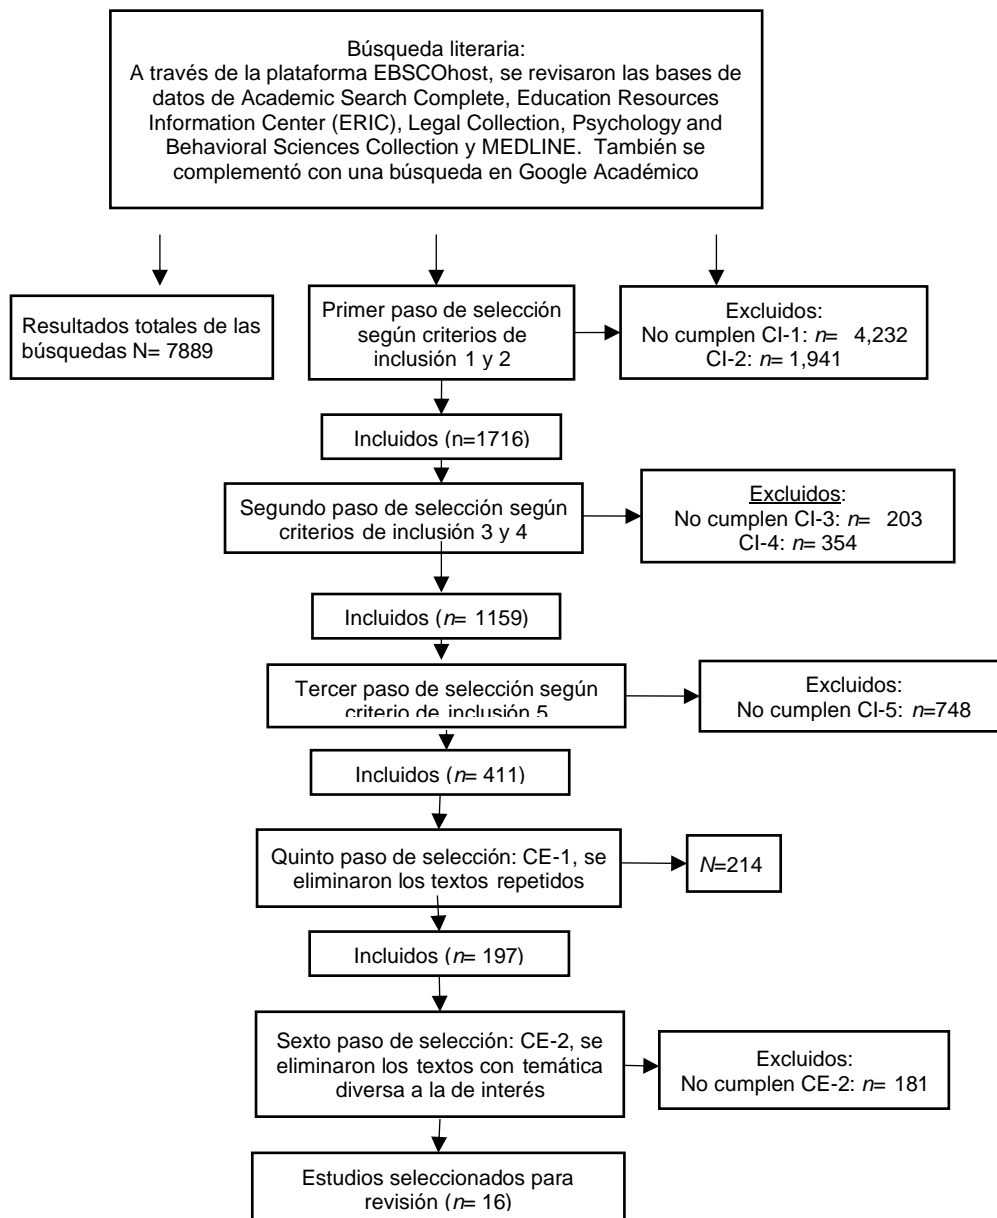 Búsqueda literaria:
A través de la plataforma EBSCOhost, se revisaron las bases de
datos de Academic Search Complete, Education Resources
Information Center (ERIC), Legal Collection, Psychology and
Behavioral Sciences Collection y MEDLINE. También se
complementó con una búsqueda en Google Académico
Resultados totales de las
búsquedas N= 7889
Primer paso de selección
según criterios de
inclusión 1 y 2
Excluidos:
No cumplen CI-1: n= 4,232
CI-2: n= 1,941
Incluidos (n=1716)
Segundo paso de selección según
criterios de inclusión 3 y 4
Excluidos:
No cumplen CI-3: n= 203
CI-4: n= 354
Incluidos (n= 1159)
Tercer paso de selección según
criterio de inclusión 5
Excluidos:
No cumplen CI-5: n=748
Incluidos (n= 411)
Quinto paso de selección: CE-1, se
eliminaron los textos repetidos
N=214
Incluidos (n= 197)
Sexto paso de selección: CE-2, se
eliminaron los textos con temática
diversa a la de interés
Excluidos:
No cumplen CE-2: n= 181
Estudios seleccionados para
revisión (n= 16)